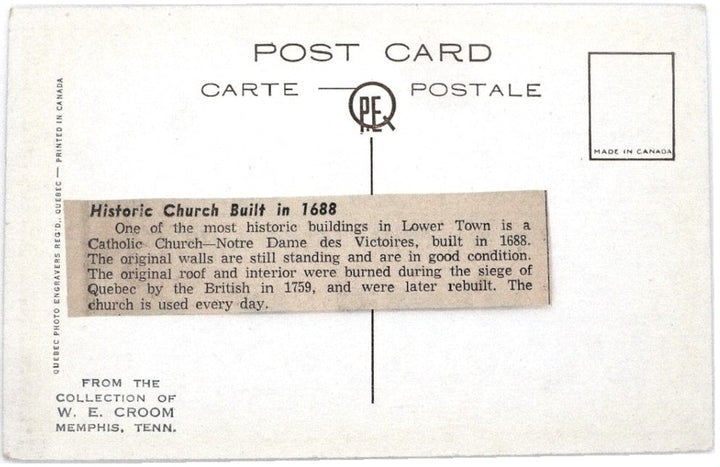 POST CARD
CARTE POSTALE
P.E.Q
MADE IN CANADA
QUEBEC PHOTO ENGRAVERS REG'D., QUEBEC — PRINTED IN CANADA
Historic Church Built in 1688
One of the most historic buildings in Lower Town is a
Catholic Church—Notre Dame des Victoires, built in 1688.
The original walls are still standing and are in good condition.
The original roof and interior were burned during the siege of
Quebec by the British in 1759, and were later rebuilt. The
church is used every day.
FROM THE
COLLECTION OF
W. E. CROOM
MEMPHIS, TENN.